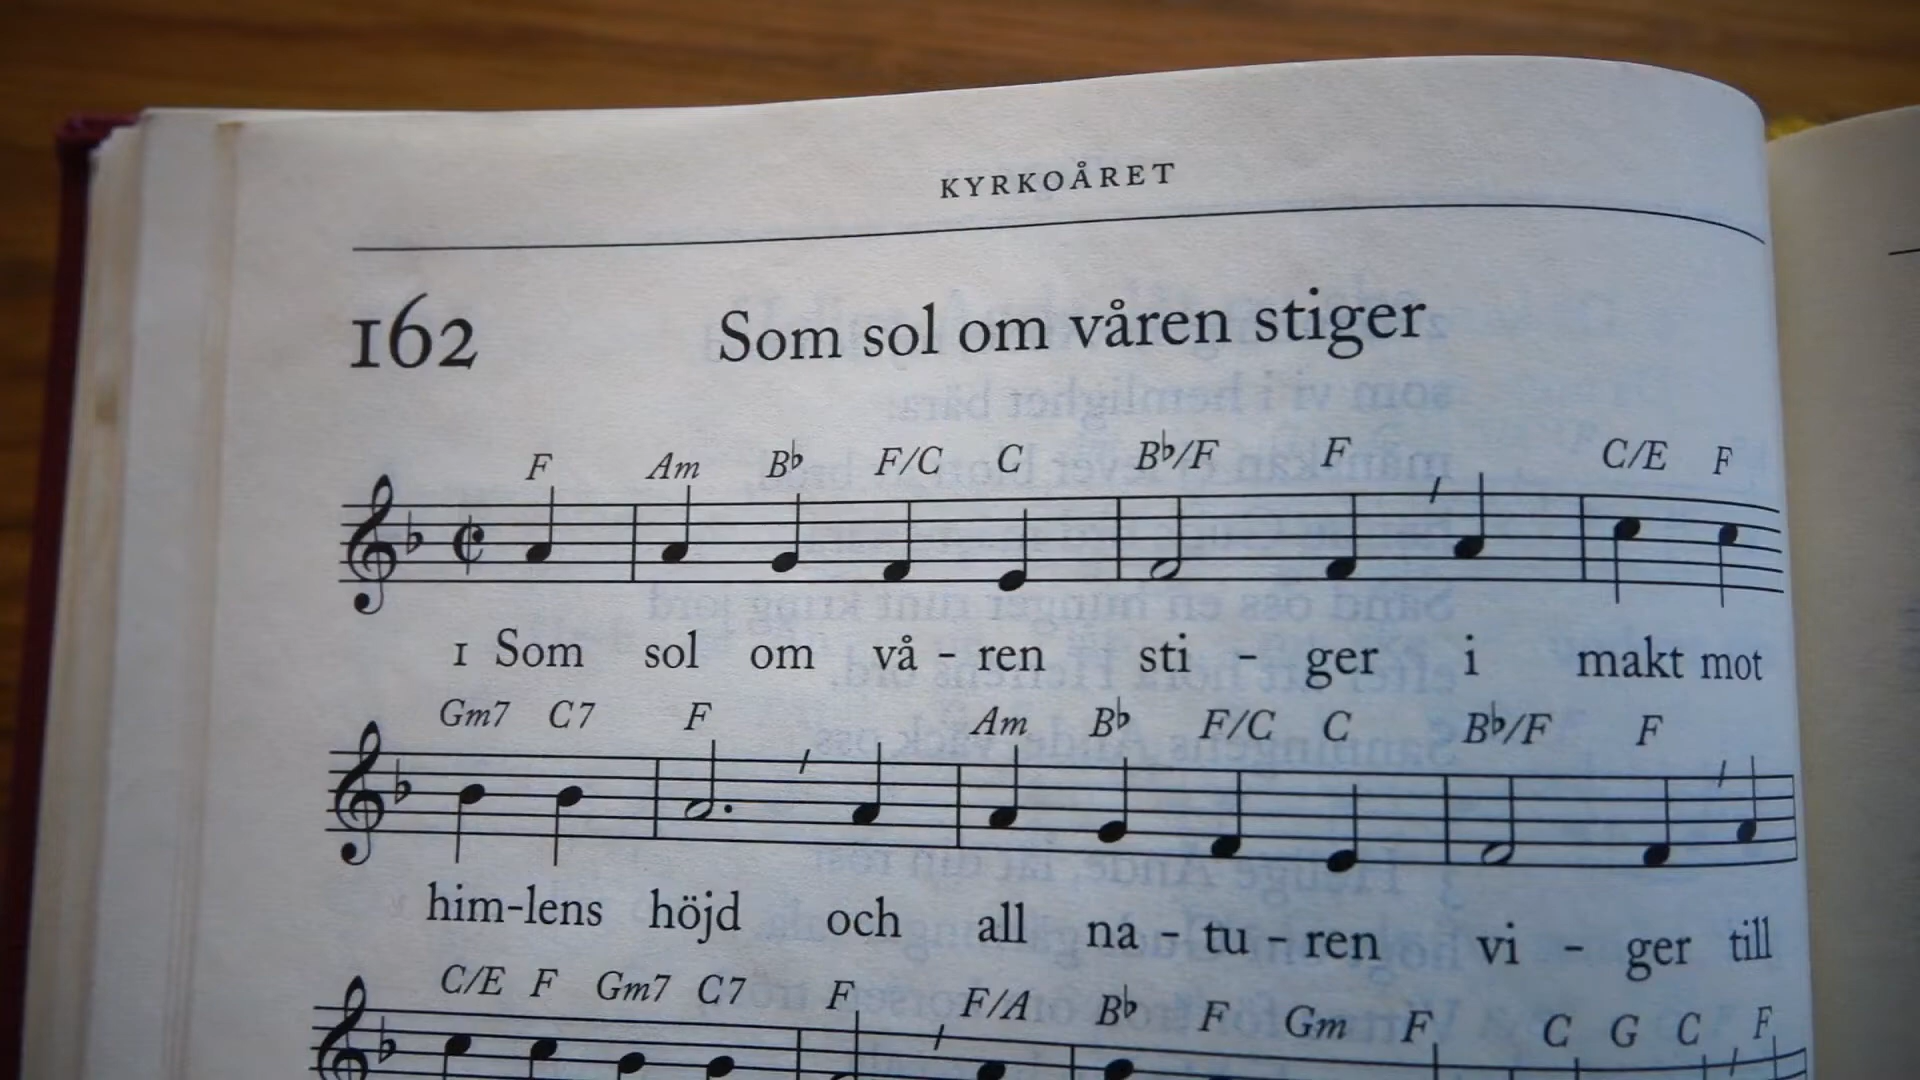 KYRKOÅRET
162 Som sol om våren stiger
F Am B♭ F/C C B♭/F F C/E F
1 Som sol om vå - ren sti - ger i makt mot
Gm7 C7 F Am B♭ F/C C B♭/F F
him-lens höjd och all na - tu - ren vi - ger till
C/E F Gm7 C7 F F/A B♭ F Gm F C G C F